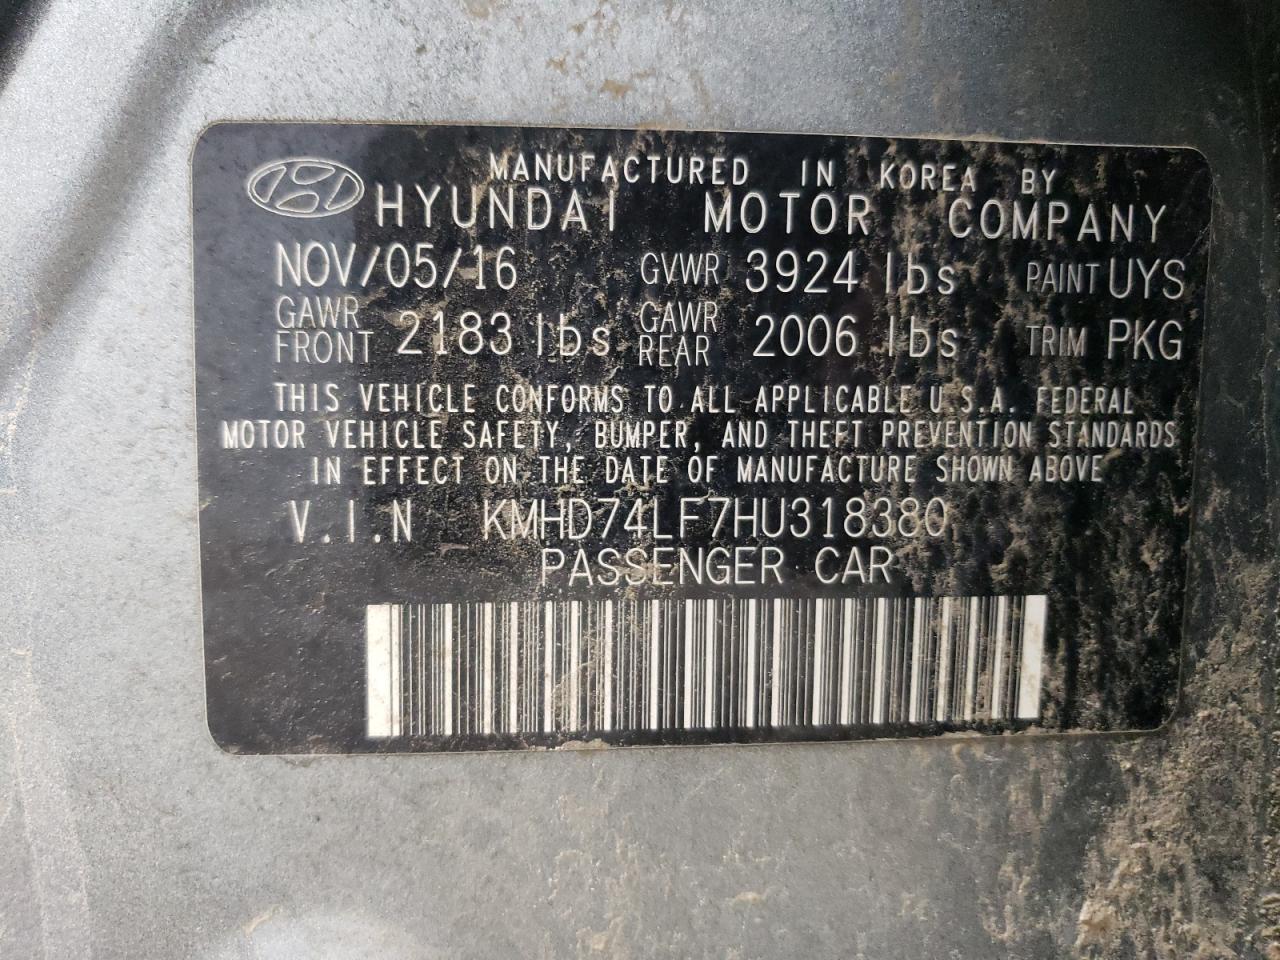 MANUFACTURED IN KOREA BY
HYUNDAI MOTOR COMPANY
NOV/05/16 GVWR 3924 lbs PAINT UYS
GAWR FRONT 2183 lbs GAWR REAR 2006 lbs TRIM PKG
THIS VEHICLE CONFORMS TO ALL APPLICABLE U.S.A. FEDERAL
MOTOR VEHICLE SAFETY, BUMPER, AND THEFT PREVENTION STANDARDS
IN EFFECT ON THE DATE OF MANUFACTURE SHOWN ABOVE
V.I.N KMHD74LF7HU318380
PASSENGER CAR